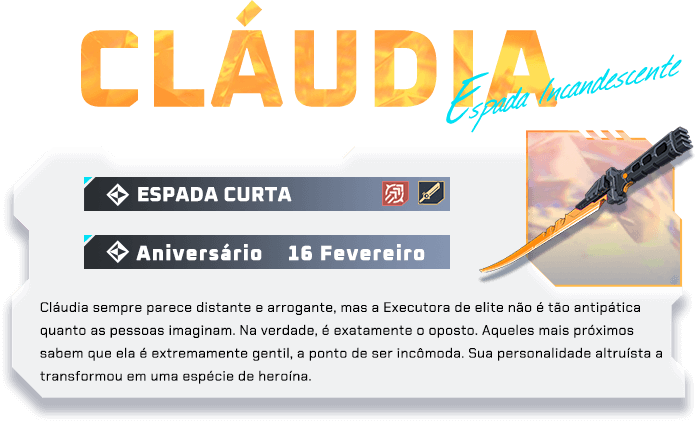 CLÁUDIA
Espada Incandescente
ESPADA CURTA
Aniversário 16 Fevereiro
Cláudia sempre parece distante e arrogante, mas a Executora de elite não é tão antipática
quanto as pessoas imaginam. Na verdade, é exatamente o oposto. Aqueles mais próximos
sabem que ela é extremamente gentil, a ponto de ser incômoda. Sua personalidade altruísta a
transformou em uma espécie de heroína.